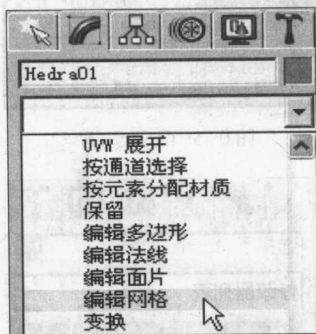 Hedra01
UVW 展开
按通道选择
按元素分配材质
保留
编辑多边形
编辑法线
编辑面片
编辑网格
变换